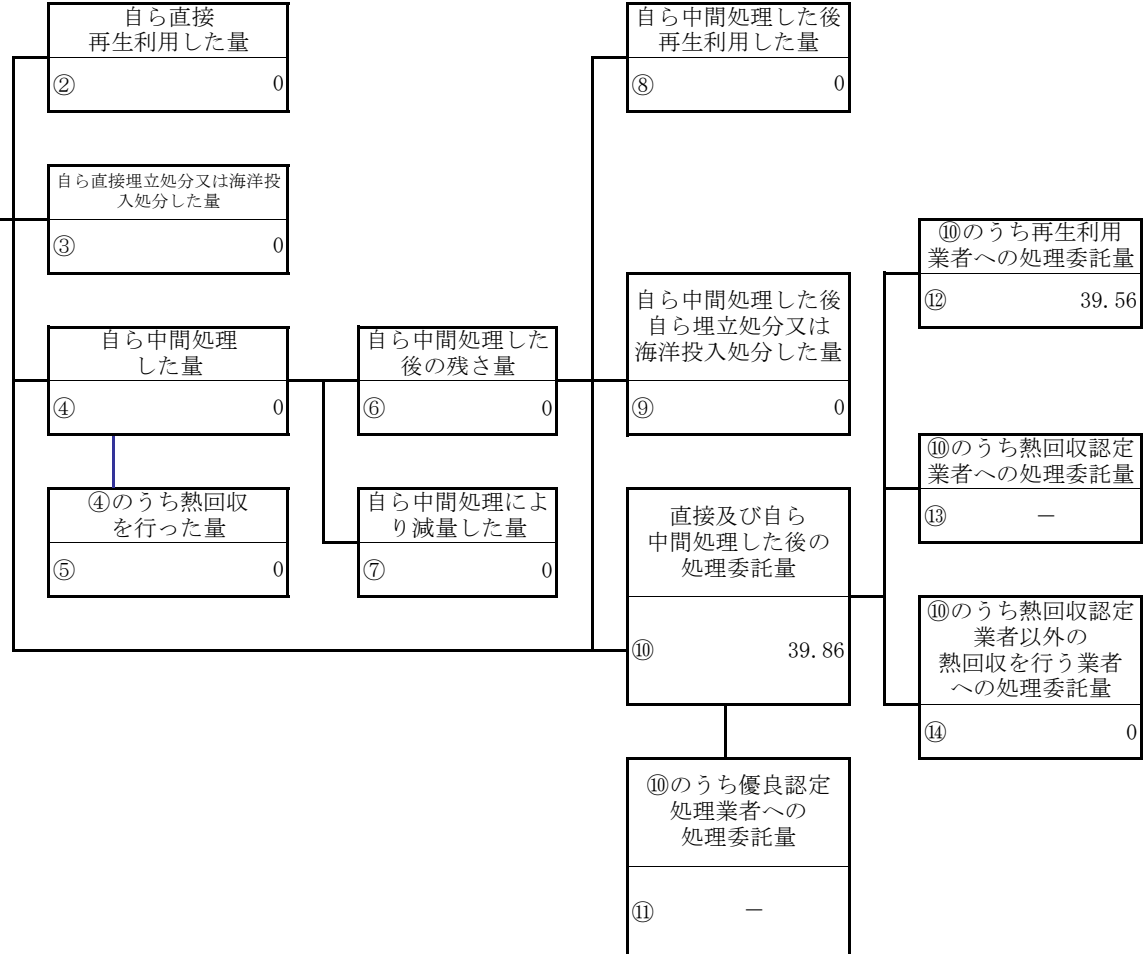 自ら直接
再生利用した量
② 0
自ら直接埋立処分又は海洋投
入処分した量
③ 0
自ら中間処理
した量
④ 0
④のうち熱回収
を行った量
⑤ 0
自ら中間処理した
後の残さ量
⑥ 0
自ら中間処理によ
り減量した量
⑦ 0
自ら中間処理した後
再生利用した量
⑧ 0
自ら中間処理した後
自ら埋立処分又は
海洋投入処分した量
⑨ 0
直接及び自ら
中間処理した後の
処理委託量
⑩ 39.86
⑩のうち優良認定
処理業者への
処理委託量
⑪ －
⑩のうち再生利用
業者への処理委託量
⑫ 39.56
⑩のうち熱回収認定
業者への処理委託量
⑬ －
⑩のうち熱回収認定
業者以外の
熱回収を行う業者
への処理委託量
⑭ 0